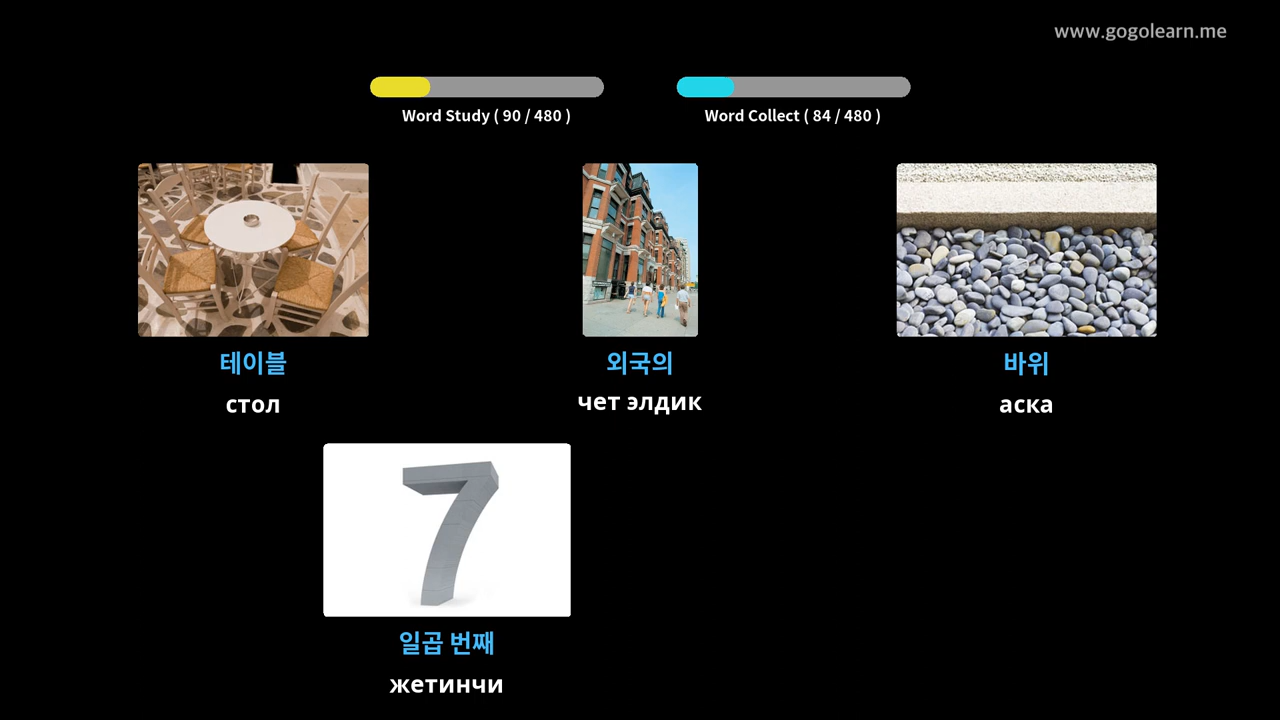 www.gogolearn.me
Word Study ( 90 / 480 )
Word Collect ( 84 / 480 )
테이블
стол
외국의
чет элдик
바위
аска
7
일곱 번째
жетинчи